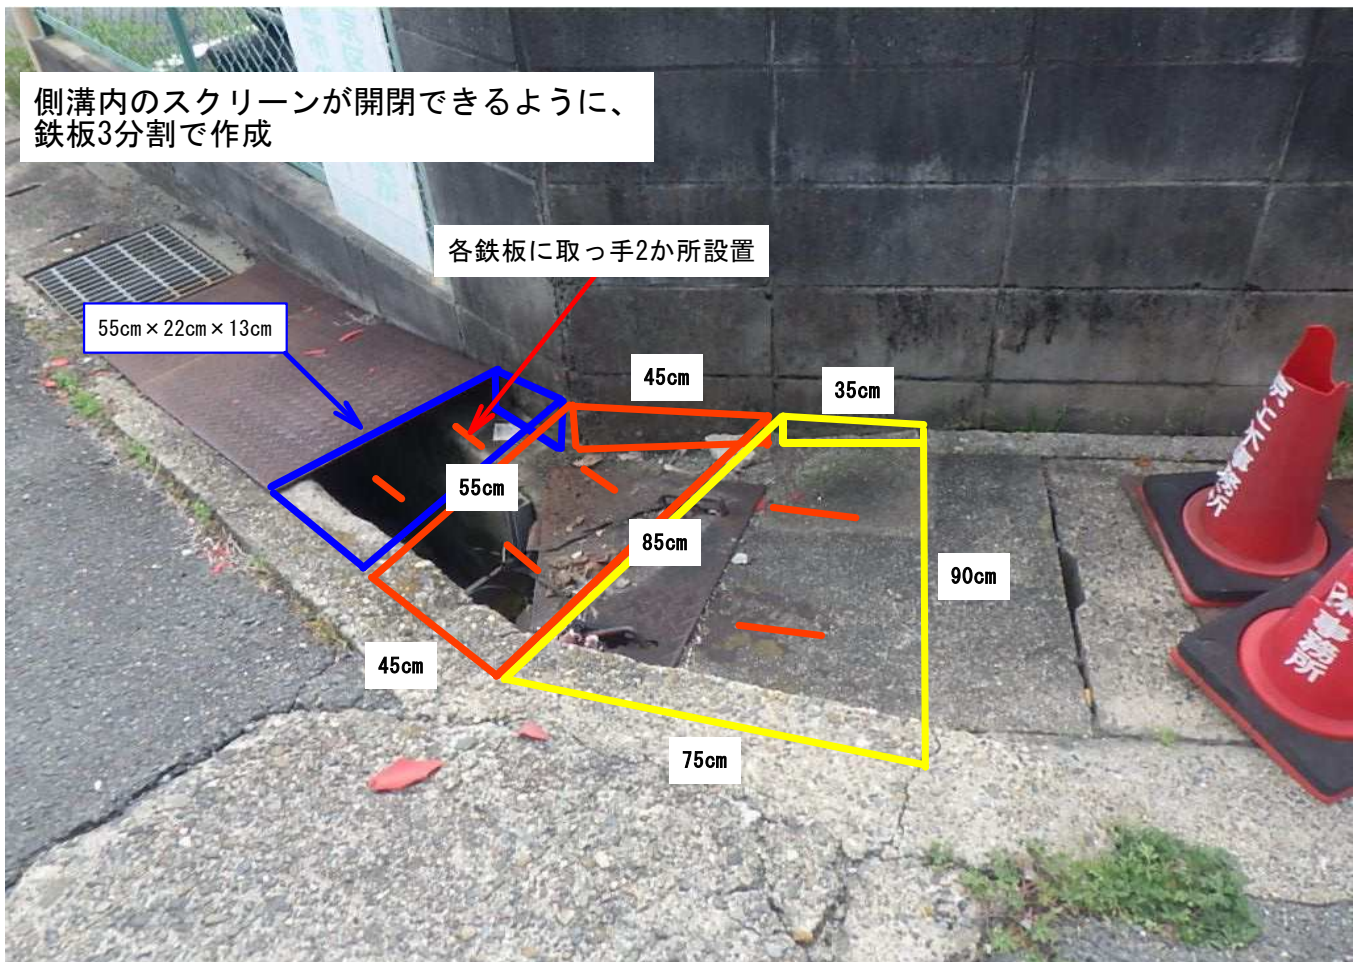 側溝内のスクリーンが開閉できるように、
鉄板3分割で作成
各鉄板に取っ手2か所設置
55cm×22cm×13cm
45cm
35cm
55cm
85cm
90cm
45cm
75cm